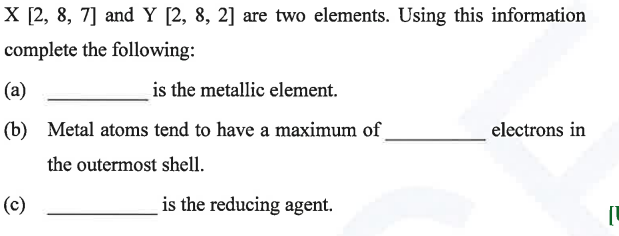 X [2, 8, 7] and Y [2, 8, 2] are two elements. Using this information
complete the following:
(a) __________ is the metallic element.
(b) Metal atoms tend to have a maximum of __________ electrons in
the outermost shell.
(c) ___________ is the reducing agent.